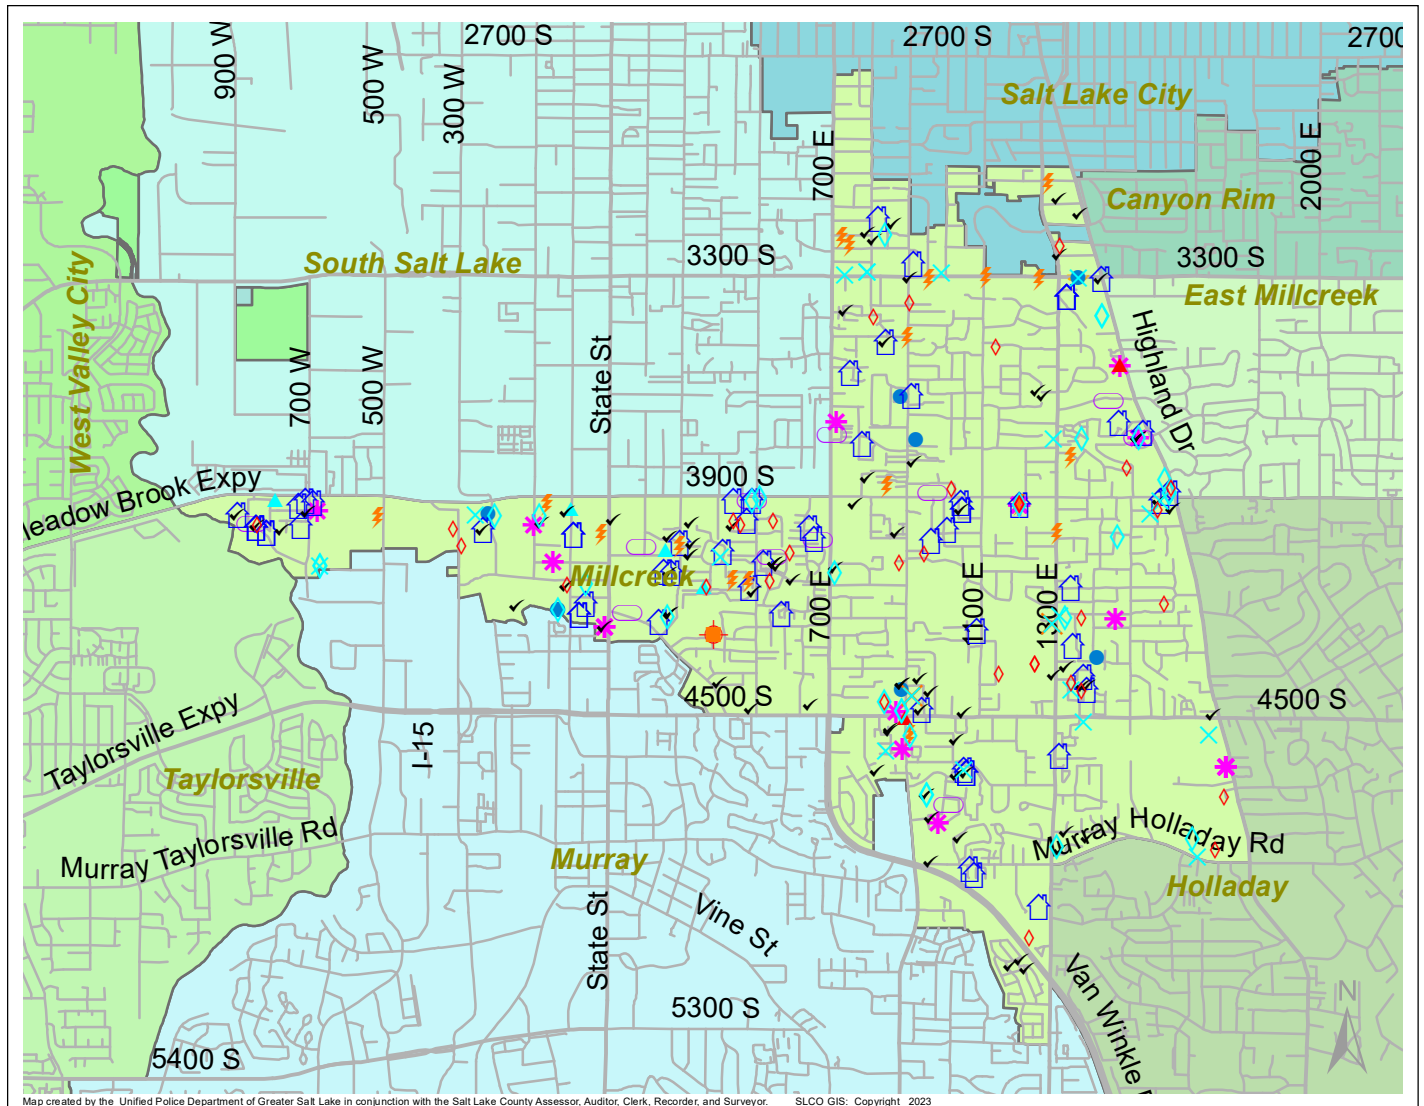 2700 S
2700 S
2700
900 W
500 W
300 W
Salt Lake City
700 E
2000 E
Canyon Rim
South Salt Lake
3300 S
3300 S
West Valley City
East Millcreek
700 W
500 W
State St
Highland Dr
3900 S
Meadow Brook Expy
Millcreek
700 E
1100 E
1300 E
4500 S
4500 S
Taylorsville Expy
I-15
Taylorsville
Murray Taylorsville Rd
Murray
Murray Holladay Rd
Holladay
State St
Vine St
Van Winkle
5300 S
N
5400 S
Map created by the Unified Police Department of Greater Salt Lake in conjunction with the Salt Lake County Assessor, Auditor, Clerk, Recorder, and Surveyor. SLCO GIS: Copyright 2023